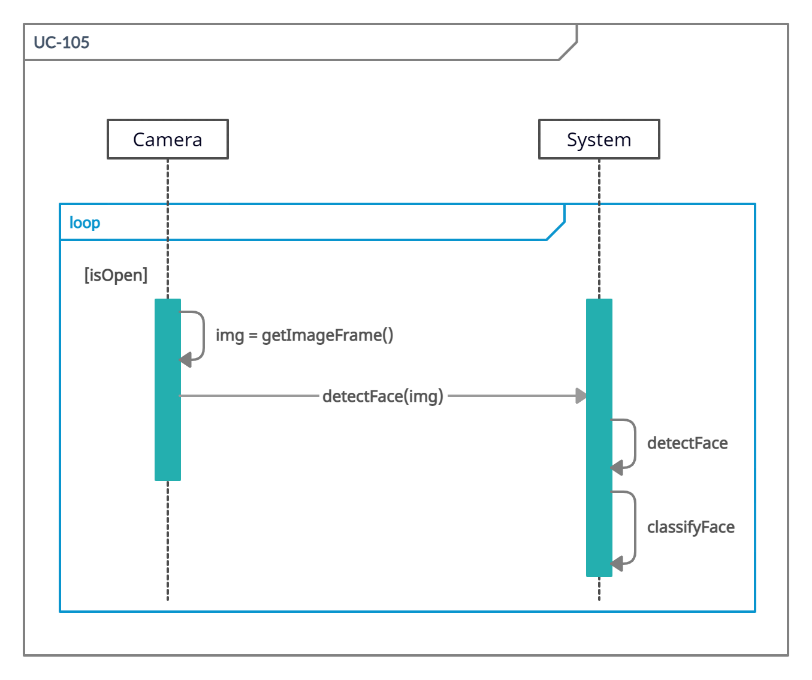 UC-105
Camera
System
loop
[isOpen]
img = getImageFrame()
detectFace(img)
detectFace
classifyFace